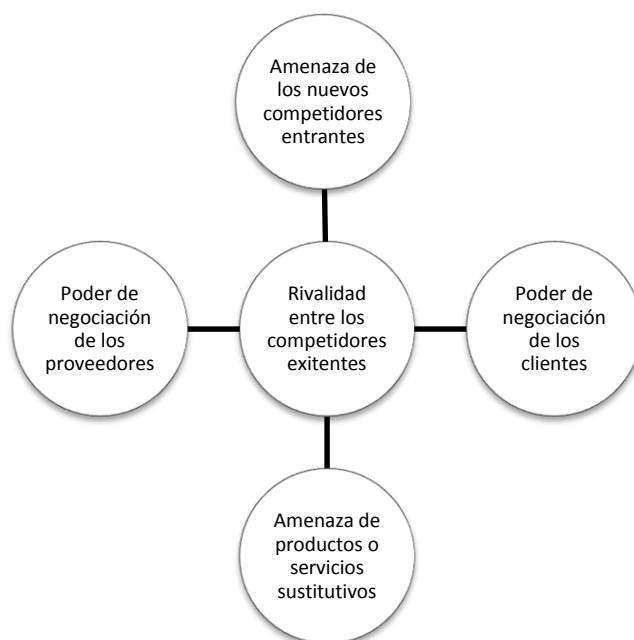 Amenaza de
los nuevos
competidores
entrantes
Poder de
negociación
de los
proveedores
Rivalidad
entre los
competidores
exitentes
Poder de
negociación
de los
clientes
Amenaza de
productos o
servicios
sustitutivos